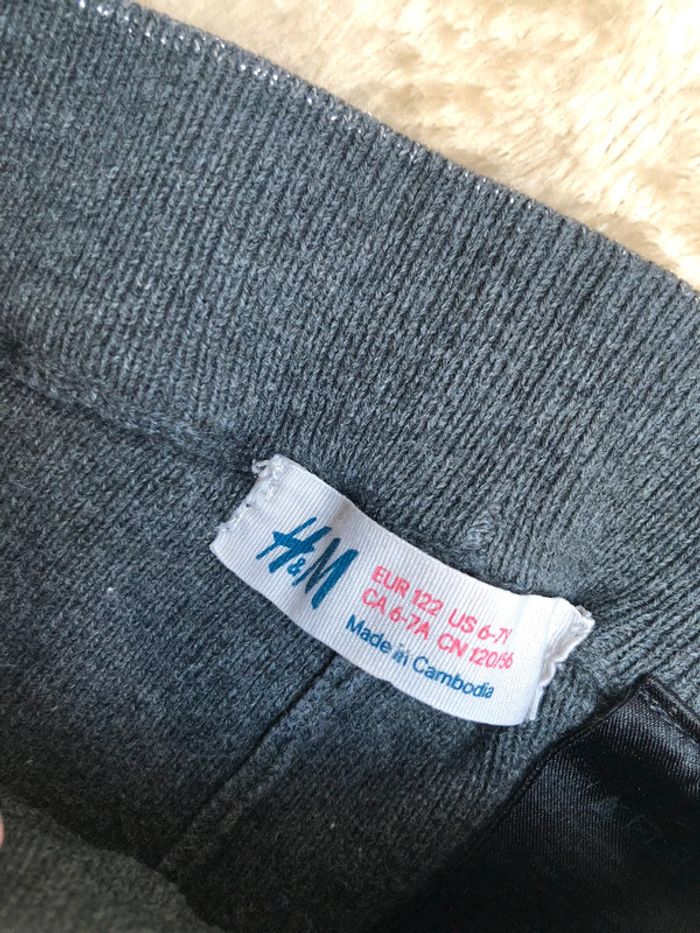 H&M
EUR 122 US 6-7Y
CA 6-7A CN 120/56
Made in Cambodia